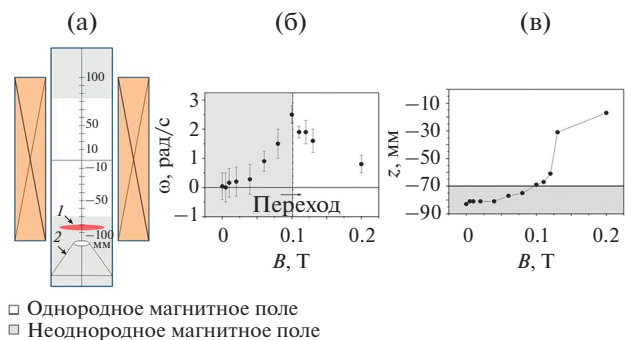 (а)
(б)
(в)
100
50
10
−10
−50
−100
мм
1
2
ω, рад/с
3
2
1
0
−1
Переход
0
0.1
0.2
B, Т
z, мм
−10
−30
−50
−70
−90
0
0.1
0.2
B, Т
Однородное магнитное поле
Неоднородное магнитное поле